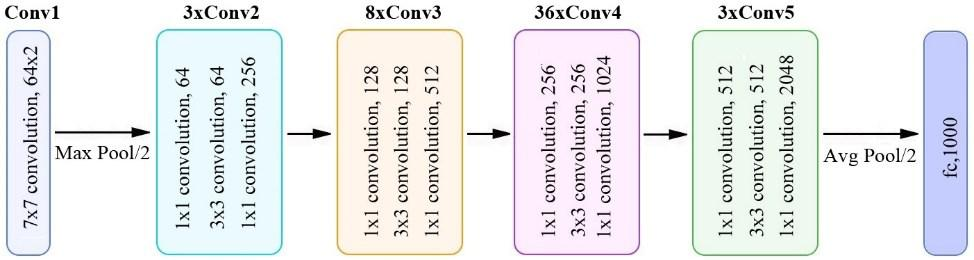 Conv1
7x7 convolution, 64x2
Max Pool/2
3xConv2
1x1 convolution, 64
3x3 convolution, 64
1x1 convolution, 256
8xConv3
1x1 convolution, 128
3x3 convolution, 128
1x1 convolution, 512
36xConv4
1x1 convolution, 256
3x3 convolution, 256
1x1 convolution, 1024
3xConv5
1x1 convolution, 512
3x3 convolution, 512
1x1 convolution, 2048
Avg Pool/2
fc,1000